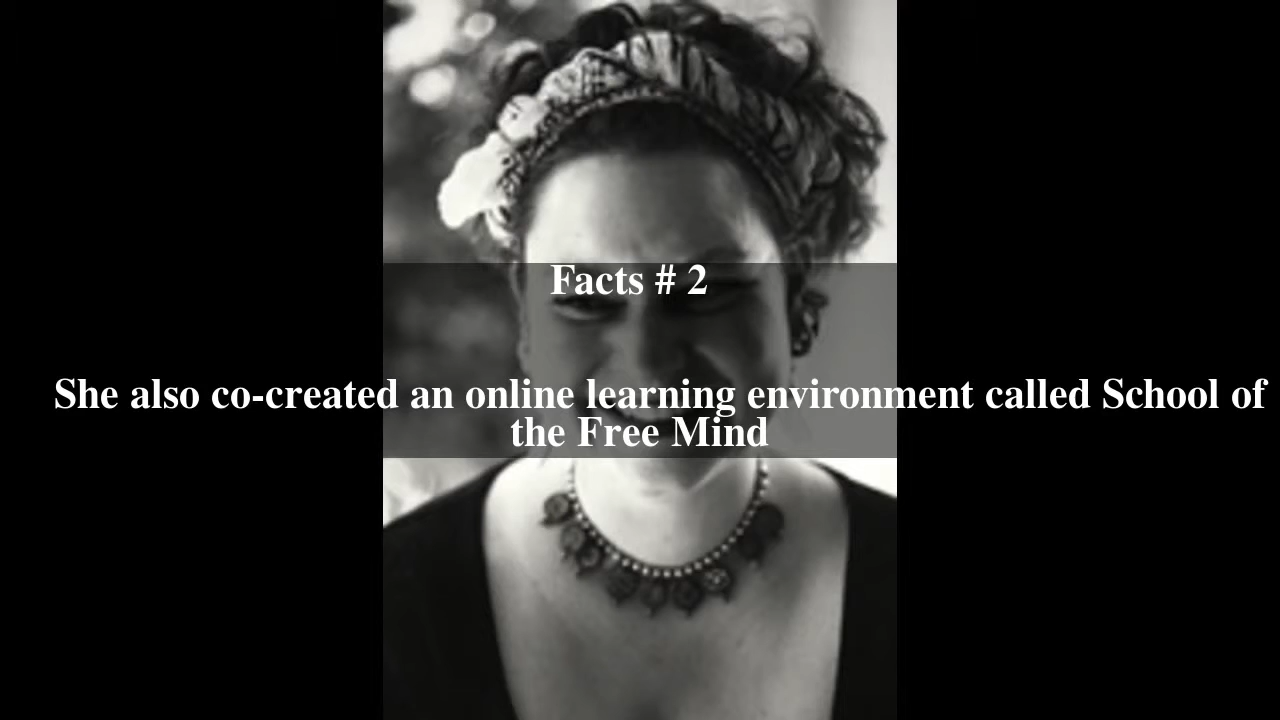 Facts # 2
She also co-created an online learning environment called School of
the Free Mind